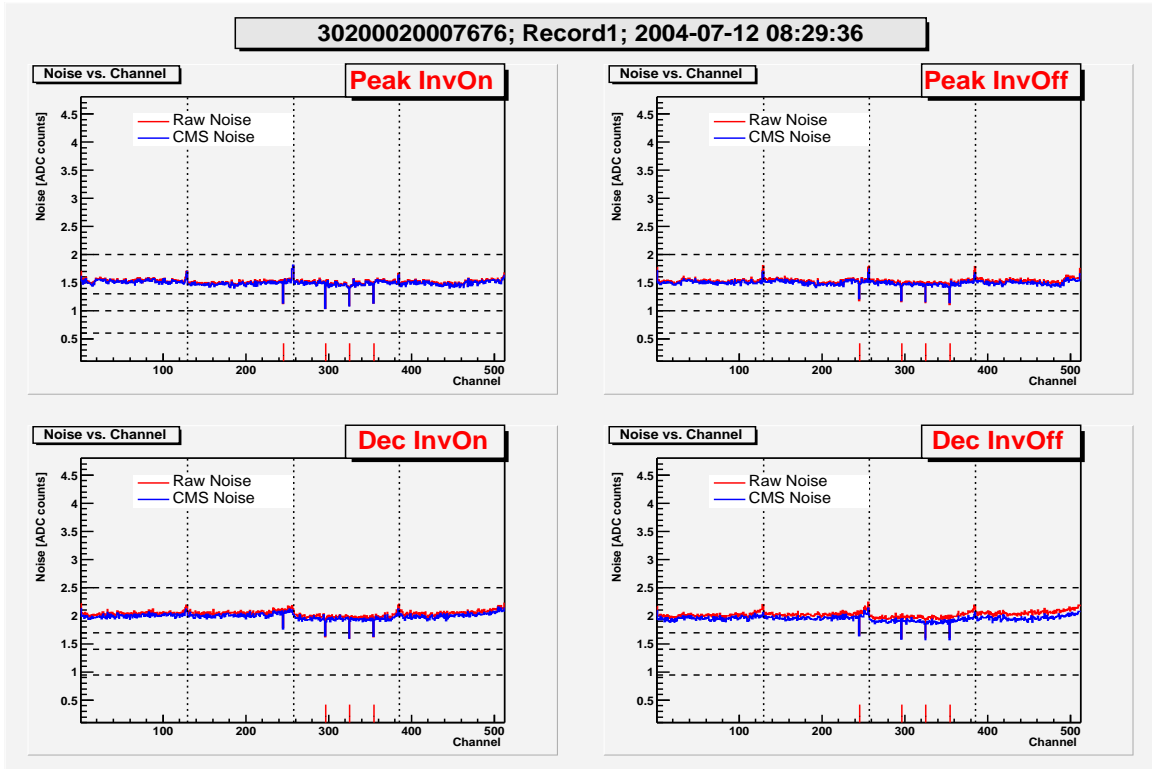 30200020007676; Record1; 2004-07-12 08:29:36
Noise vs. Channel
Peak InvOn
Noise [ADC counts]
4.5
4
3.5
3
2.5
2
1.5
1
0.5
Raw Noise
CMS Noise
100 200 300 400 500
Channel
Noise vs. Channel
Peak InvOff
Noise [ADC counts]
4.5
4
3.5
3
2.5
2
1.5
1
0.5
Raw Noise
CMS Noise
100 200 300 400 500
Channel
Noise vs. Channel
Dec InvOn
Noise [ADC counts]
4.5
4
3.5
3
2.5
2
1.5
1
0.5
Raw Noise
CMS Noise
100 200 300 400 500
Channel
Noise vs. Channel
Dec InvOff
Noise [ADC counts]
4.5
4
3.5
3
2.5
2
1.5
1
0.5
Raw Noise
CMS Noise
100 200 300 400 500
Channel